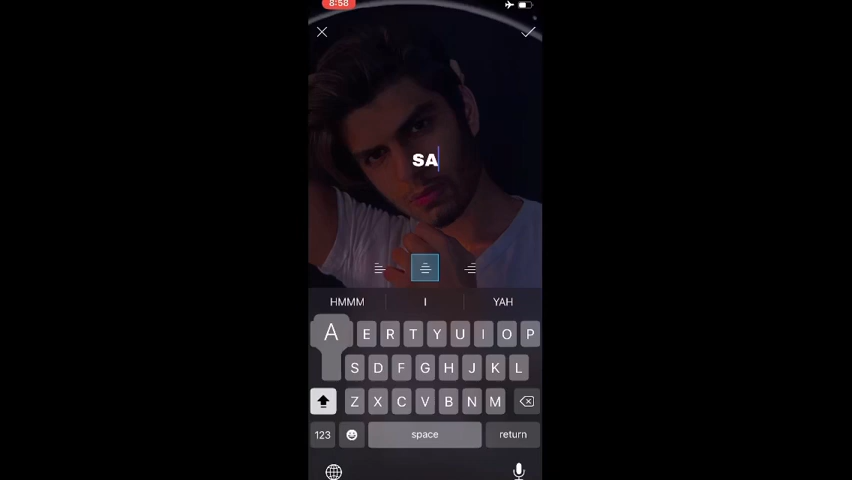 8:58
SA
HMMM I YAH
A E R T Y U I O P
S D F G H J K L
Z X C V B N M
123 space return